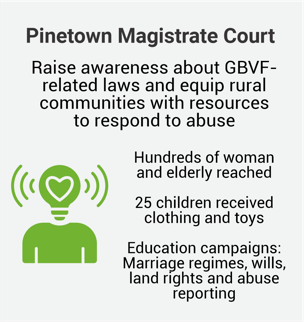 Pinetown Magistrate Court
Raise awareness about GBVF-
related laws and equip rural
communities with resources
to respond to abuse
Hundreds of woman
and elderly reached
25 children received
clothing and toys
Education campaigns:
Marriage regimes, wills,
land rights and abuse
reporting